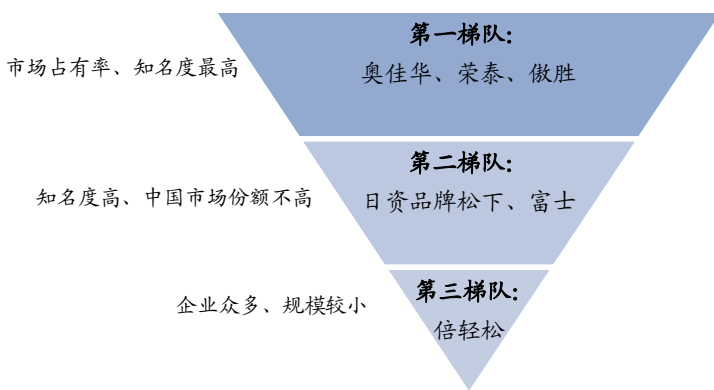 第一梯队：
市场占有率、知名度最高
奥佳华、荣泰、傲胜
第二梯队：
知名度高、中国市场份额不高
日资品牌松下、富士
第三梯队：
企业众多、规模较小
倍轻松